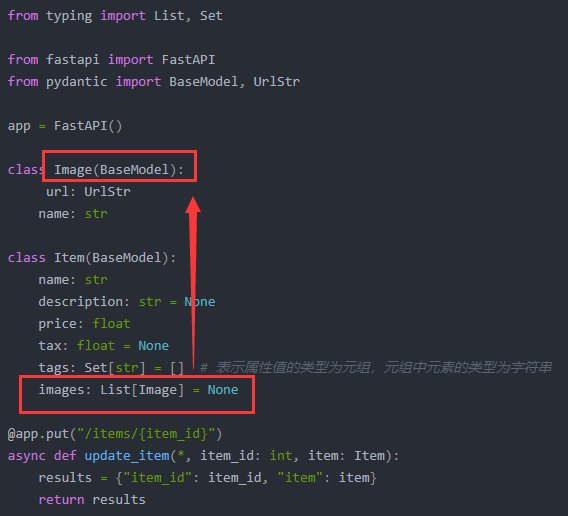 from typing import List, Set
from fastapi import FastAPI
from pydantic import BaseModel, UrlStr
app = FastAPI()
class Image(BaseModel):
     url: UrlStr
    name: str
class Item(BaseModel):
    name: str
    description: str = None
    price: float
    tax: float = None
    tags: Set[str] = []  # 表示属性值的类型为元组，元组中元素的类型为字符串
    images: List[Image] = None
@app.put("/items/{item_id}")
async def update_item(*, item_id: int, item: Item):
    results = {"item_id": item_id, "item": item}
    return results